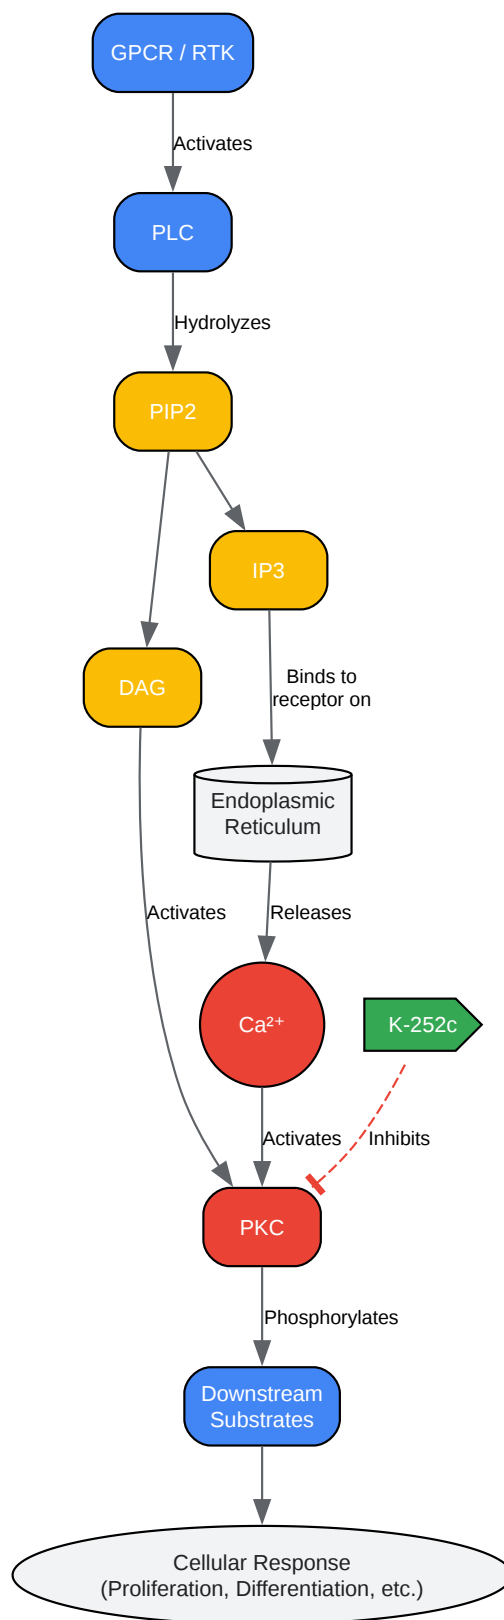 GPCR / RTK
Activates
PLC
Hydrolyzes
PIP2
IP3
DAG
Binds to
receptor on
Endoplasmic
Reticulum
Activates
Releases
Ca²⁺
K-252c
Activates
Inhibits
PKC
Phosphorylates
Downstream
Substrates
Cellular Response
(Proliferation, Differentiation, etc.)